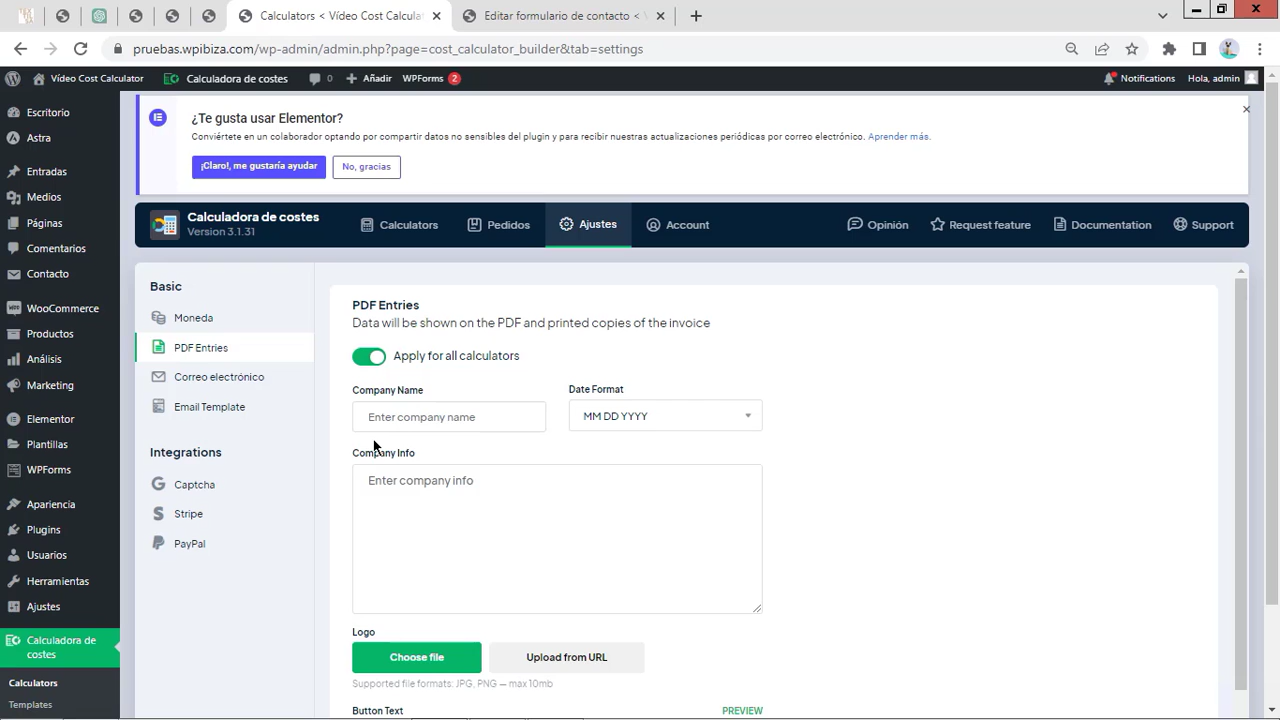 Calculators < Vídeo Cost Calcula
Editar formulario de contacto <
pruebas.wpibiza.com/wp-admin/admin.php?page=cost_calculator_builder&tab=settings
Vídeo Cost Calculator
Calculadora de costes
0
Añadir
WPForms 2
Notifications
Hola, admin
Escritorio
Astra
Entradas
Medios
Páginas
Comentarios
Contacto
WooCommerce
Productos
Análisis
Marketing
Elementor
Plantillas
WPForms
Apariencia
Plugins
Usuarios
Herramientas
Ajustes
Calculadora de
costes
Calculators
Templates
¿Te gusta usar Elementor?
Conviértete en un colaborador optando por compartir datos no sensibles del plugin y para recibir nuestras actualizaciones periódicas por correo electrónico. Aprender más.
¡Claro!, me gustaría ayudar
No, gracias
Calculadora de costes
Version 3.1.31
Calculators
Pedidos
Ajustes
Account
Opinión
Request feature
Documentation
Support
Basic
Moneda
PDF Entries
Correo electrónico
Email Template
Integrations
Captcha
Stripe
PayPal
PDF Entries
Data will be shown on the PDF and printed copies of the invoice
Apply for all calculators
Company Name
Date Format
Enter company name
MM DD YYYY
Company Info
Enter company info
Logo
Choose file
Upload from URL
Supported file formats: JPG, PNG — max 10mb
Button Text
PREVIEW